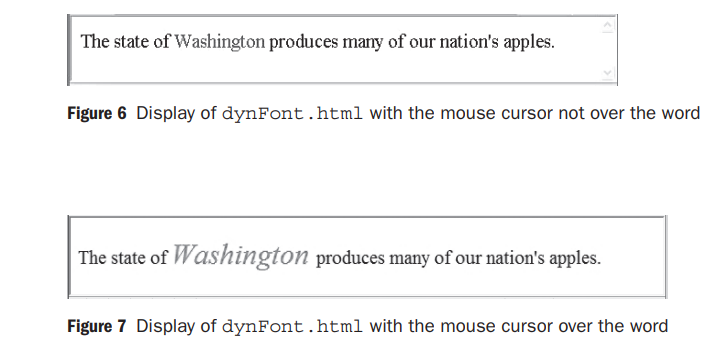 The state of Washington produces many of our nation's apples.
Figure 6 Display of dynFont.html with the mouse cursor not over the word
The state of Washington produces many of our nation's apples.
Figure 7 Display of dynFont.html with the mouse cursor over the word